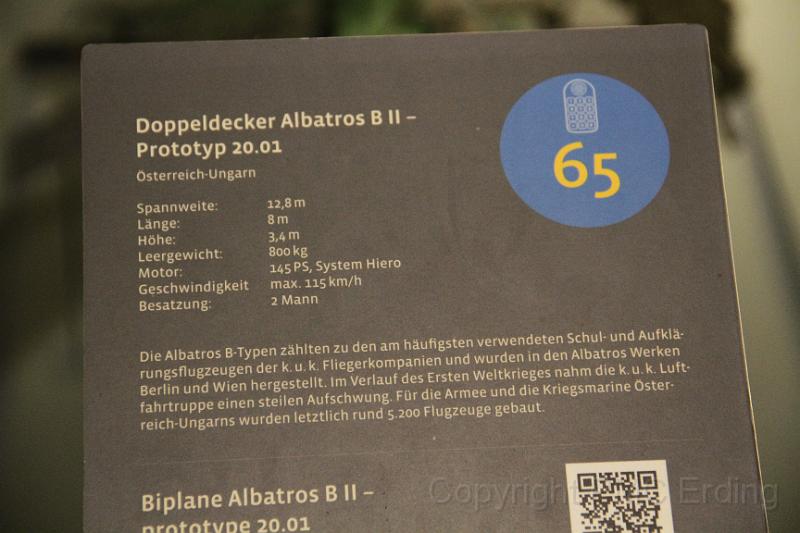 Doppeldecker Albatros B II –
Prototyp 20.01
Österreich-Ungarn
65
Spannweite: 12,8 m
Länge: 8 m
Höhe: 3,4 m
Leergewicht: 800 kg
Motor: 145 PS, System Hiero
Geschwindigkeit max. 115 km/h
Besatzung: 2 Mann
Die Albatros B-Typen zählten zu den am häufigsten verwendeten Schul- und Aufklä-
rungsflugzeugen der k. u. k. Fliegerkompanien und wurden in den Albatros Werken
Berlin und Wien hergestellt. Im Verlauf des Ersten Weltkrieges nahm die k. u. k. Luft-
fahrtruppe einen steilen Aufschwung. Für die Armee und die Kriegsmarine Öster-
reich-Ungarns wurden letztlich rund 5.200 Flugzeuge gebaut.
Biplane Albatros B II –
prototype 20.01
Copyright Erding